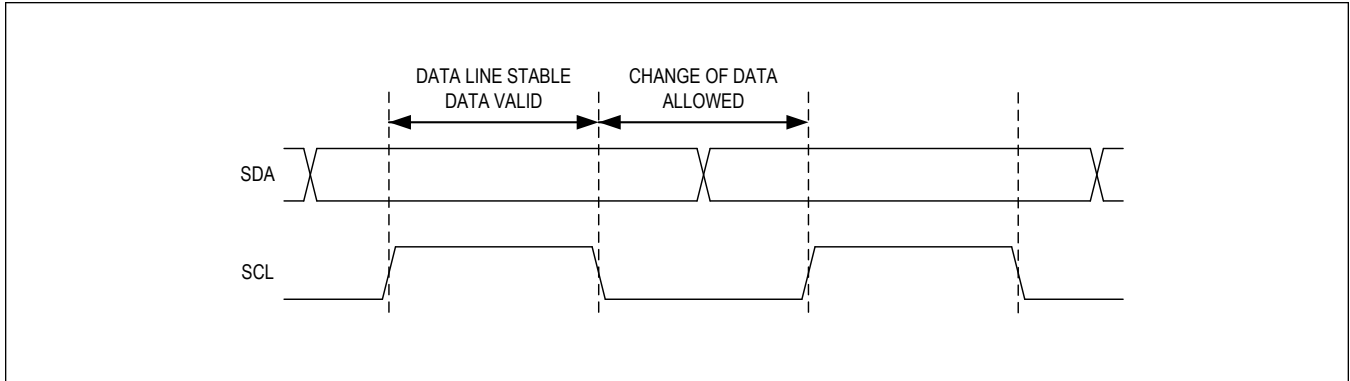 DATA LINE STABLE
DATA VALID
CHANGE OF DATA
ALLOWED
SDA
SCL